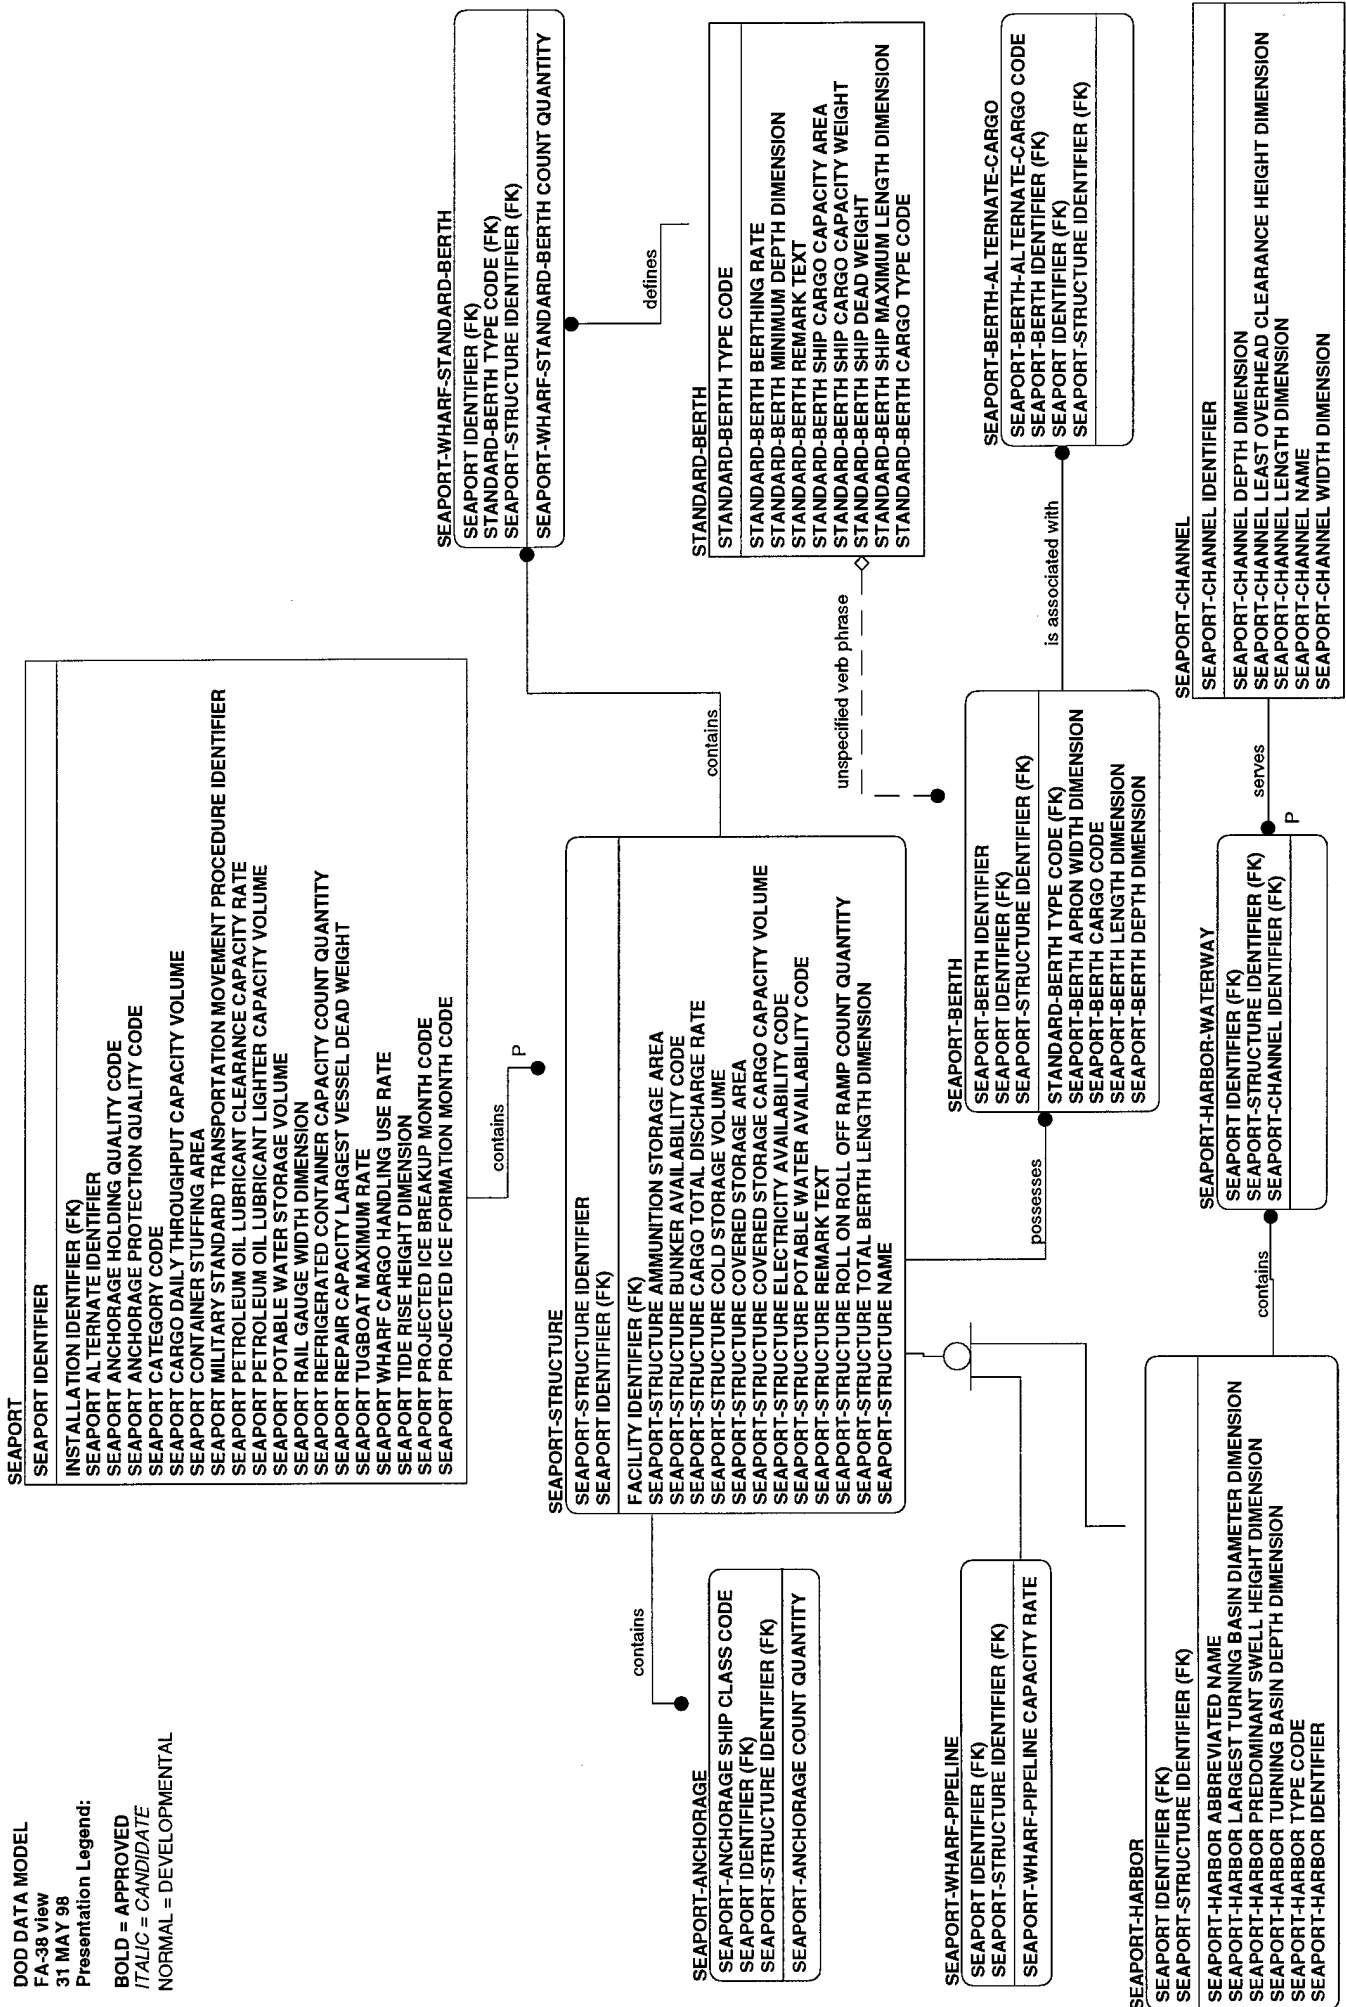 DOD DATA MODEL
FA-38 view
31 MAY 98
Presentation Legend:
BOLD = APPROVED
ITALIC = CANDIDATE
NORMAL = DEVELOPMENTAL
SEAPORT
SEAPORT IDENTIFIER
INSTALLATION IDENTIFIER (FK)
SEAPORT ALTERNATE IDENTIFIER
SEAPORT ANCHORAGE HOLDING QUALITY CODE
SEAPORT ANCHORAGE PROTECTION QUALITY CODE
SEAPORT CATEGORY CODE
SEAPORT CARGO DAILY THROUGHPUT CAPACITY VOLUME
SEAPORT CONTAINER STUFFING AREA
SEAPORT MILITARY STANDARD TRANSPORTATION MOVEMENT PROCEDURE IDENTIFIER
SEAPORT PETROLEUM OIL LUBRICANT CLEARANCE CAPACITY RATE
SEAPORT PETROLEUM OIL LUBRICANT LIGHTER CAPACITY VOLUME
SEAPORT POTABLE WATER STORAGE VOLUME
SEAPORT RAIL GAUGE WIDTH DIMENSION
SEAPORT REFRIGERATED CONTAINER CAPACITY COUNT QUANTITY
SEAPORT REPAIR CAPACITY LARGEST VESSEL DEAD WEIGHT
SEAPORT TUGBOAT MAXIMUM RATE
SEAPORT WHARF CARGO HANDLING USE RATE
SEAPORT TIDE RISE HEIGHT DIMENSION
SEAPORT PROJECTED ICE BREAKUP MONTH CODE
SEAPORT PROJECTED ICE FORMATION MONTH CODE
contains
P
SEAPORT-WHARF-STANDARD-BERTH
SEAPORT IDENTIFIER (FK)
STANDARD-BERTH TYPE CODE (FK)
SEAPORT-STRUCTURE IDENTIFIER (FK)
SEAPORT-WHARF-STANDARD-BERTH COUNT QUANTITY
defines
SEAPORT-STRUCTURE
SEAPORT-STRUCTURE IDENTIFIER
SEAPORT IDENTIFIER (FK)
FACILITY IDENTIFIER (FK)
SEAPORT-STRUCTURE AMMUNITION STORAGE AREA
SEAPORT-STRUCTURE BUNKER AVAILABILITY CODE
SEAPORT-STRUCTURE CARGO TOTAL DISCHARGE RATE
SEAPORT-STRUCTURE COLD STORAGE VOLUME
SEAPORT-STRUCTURE COVERED STORAGE AREA
SEAPORT-STRUCTURE COVERED STORAGE CARGO CAPACITY VOLUME
SEAPORT-STRUCTURE ELECTRICITY AVAILABILITY CODE
SEAPORT-STRUCTURE POTABLE WATER AVAILABILITY CODE
SEAPORT-STRUCTURE REMARK TEXT
SEAPORT-STRUCTURE ROLL ON ROLL OFF RAMP COUNT QUANTITY
SEAPORT-STRUCTURE TOTAL BERTH LENGTH DIMENSION
SEAPORT-STRUCTURE NAME
contains
contains
STANDARD-BERTH
STANDARD-BERTH TYPE CODE
STANDARD-BERTH BERTHING RATE
STANDARD-BERTH MINIMUM DEPTH DIMENSION
STANDARD-BERTH REMARK TEXT
STANDARD-BERTH SHIP CARGO CAPACITY AREA
STANDARD-BERTH SHIP CARGO CAPACITY WEIGHT
STANDARD-BERTH SHIP DEAD WEIGHT
STANDARD-BERTH SHIP MAXIMUM LENGTH DIMENSION
STANDARD-BERTH CARGO TYPE CODE
unspecified verb phrase
SEAPORT-ANCHORAGE
SEAPORT-ANCHORAGE SHIP CLASS CODE
SEAPORT IDENTIFIER (FK)
SEAPORT-STRUCTURE IDENTIFIER (FK)
SEAPORT-ANCHORAGE COUNT QUANTITY
possesses
SEAPORT-BERTH
SEAPORT-BERTH IDENTIFIER
SEAPORT IDENTIFIER (FK)
SEAPORT-STRUCTURE IDENTIFIER (FK)
STANDARD-BERTH TYPE CODE (FK)
SEAPORT-BERTH APRON WIDTH DIMENSION
SEAPORT-BERTH CARGO CODE
SEAPORT-BERTH LENGTH DIMENSION
SEAPORT-BERTH DEPTH DIMENSION
is associated with
SEAPORT-BERTH-ALTERNATE-CARGO
SEAPORT-BERTH-ALTERNATE-CARGO CODE
SEAPORT-BERTH IDENTIFIER (FK)
SEAPORT IDENTIFIER (FK)
SEAPORT-STRUCTURE IDENTIFIER (FK)
SEAPORT-WHARF-PIPELINE
SEAPORT IDENTIFIER (FK)
SEAPORT-STRUCTURE IDENTIFIER (FK)
SEAPORT-WHARF-PIPELINE CAPACITY RATE
SEAPORT-HARBOR
SEAPORT IDENTIFIER (FK)
SEAPORT-STRUCTURE IDENTIFIER (FK)
SEAPORT-HARBOR ABBREVIATED NAME
SEAPORT-HARBOR LARGEST TURNING BASIN DIAMETER DIMENSION
SEAPORT-HARBOR PREDOMINANT SWELL HEIGHT DIMENSION
SEAPORT-HARBOR TURNING BASIN DEPTH DIMENSION
SEAPORT-HARBOR TYPE CODE
SEAPORT-HARBOR IDENTIFIER
contains
SEAPORT-HARBOR-WATERWAY
SEAPORT IDENTIFIER (FK)
SEAPORT-STRUCTURE IDENTIFIER (FK)
SEAPORT-CHANNEL IDENTIFIER (FK)
P
serves
SEAPORT-CHANNEL
SEAPORT-CHANNEL IDENTIFIER
SEAPORT-CHANNEL DEPTH DIMENSION
SEAPORT-CHANNEL LEAST OVERHEAD CLEARANCE HEIGHT DIMENSION
SEAPORT-CHANNEL LENGTH DIMENSION
SEAPORT-CHANNEL NAME
SEAPORT-CHANNEL WIDTH DIMENSION